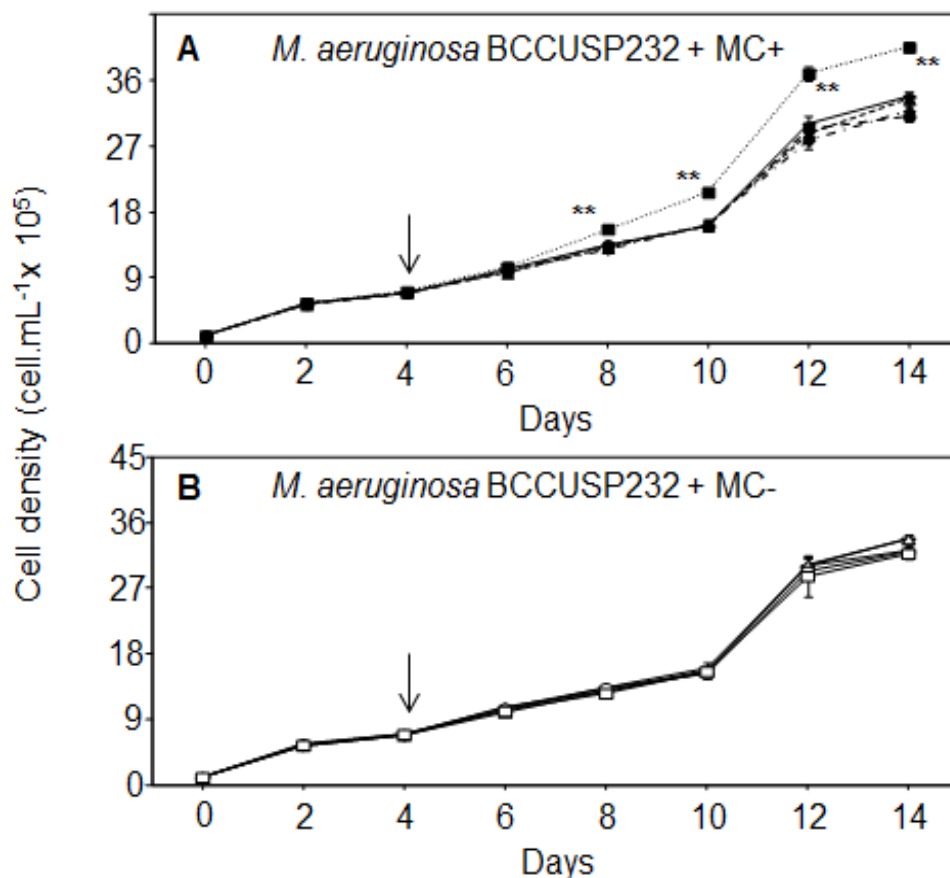 Cell density (cell.mL⁻¹x 10⁵)
A M. aeruginosa BCCUSP232 + MC+
36
27
18
9
0
**
**
**
**
0 2 4 6 8 10 12 14
Days
B M. aeruginosa BCCUSP232 + MC-
45
36
27
18
9
0
0 2 4 6 8 10 12 14
Days